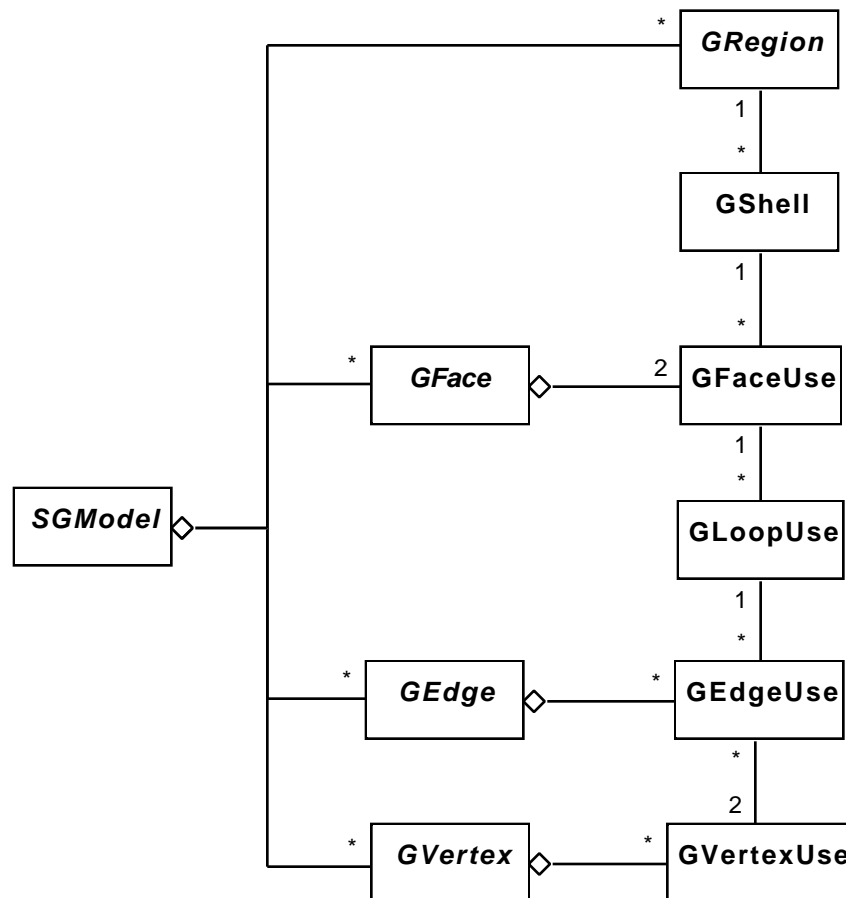 *
GRegion
1
*
GShell
1
*
*
GFace
2
GFaceUse
1
*
SGModel
GLoopUse
1
*
*
GEdge
*
GEdgeUse
*
2
*
GVertex
*
GVertexUse